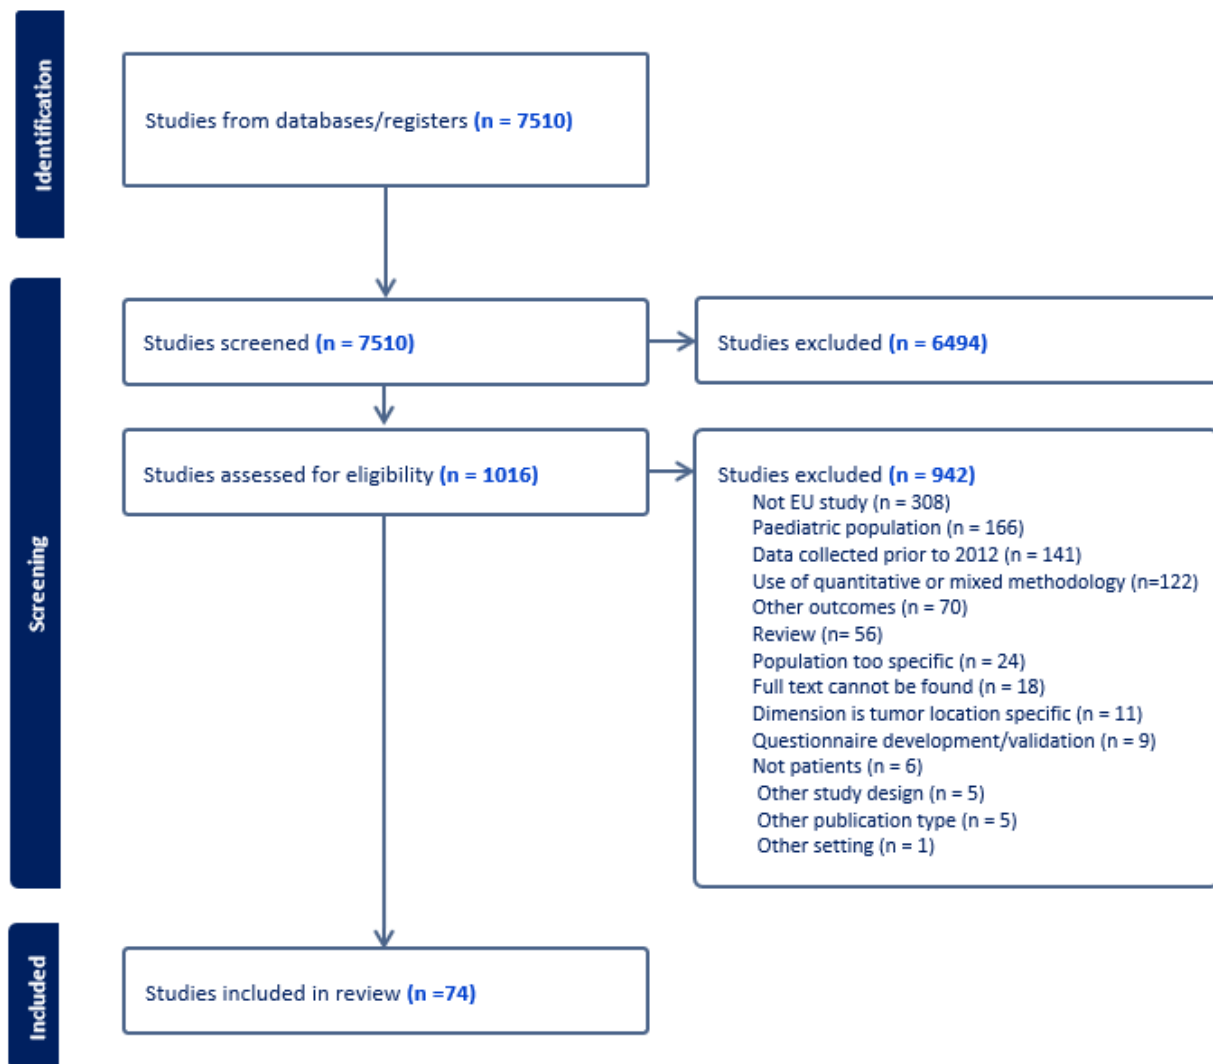 Identification
Studies from databases/registers (n = 7510)
Screening
Studies screened (n = 7510)
Studies excluded (n = 6494)
Studies assessed for eligibility (n = 1016)
Studies excluded (n = 942)
Not EU study (n = 308)
Paediatric population (n = 166)
Data collected prior to 2012 (n = 141)
Use of quantitative or mixed methodology (n=122)
Other outcomes (n = 70)
Review (n= 56)
Population too specific (n = 24)
Full text cannot be found (n = 18)
Dimension is tumor location specific (n = 11)
Questionnaire development/validation (n = 9)
Not patients (n = 6)
Other study design (n = 5)
Other publication type (n = 5)
Other setting (n = 1)
Included
Studies included in review (n =74)